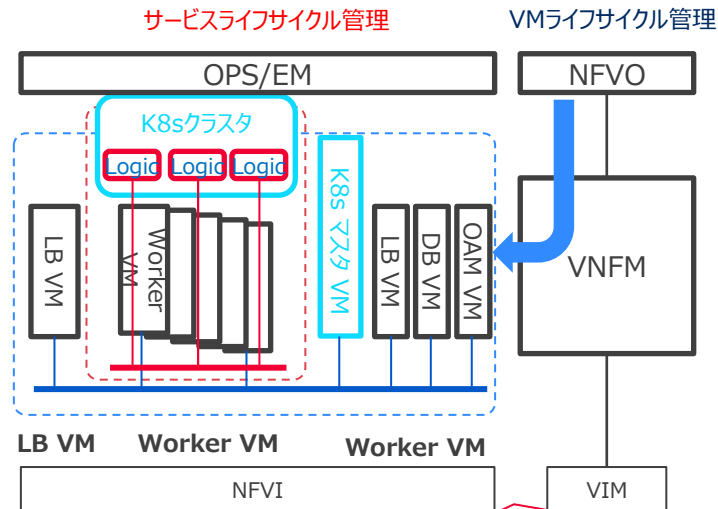 サービスライフサイクル管理
VMライフサイクル管理
OPS/EM
NFVO
K8sクラスタ
Logic
Logic
Logic
LB VM
Worker
VM
K8s マスタ VM
LB VM
DB VM
OAM VM
VNFM
LB VM
Worker VM
Worker VM
NFVI
VIM